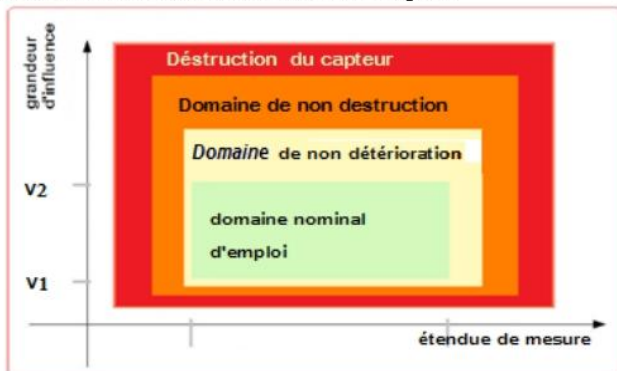 grandeur
d'influence
Déstruction du capteur
Domaine de non destruction
Domaine de non détérioration
V2
domaine nominal
d'emploi
V1
étendue de mesure